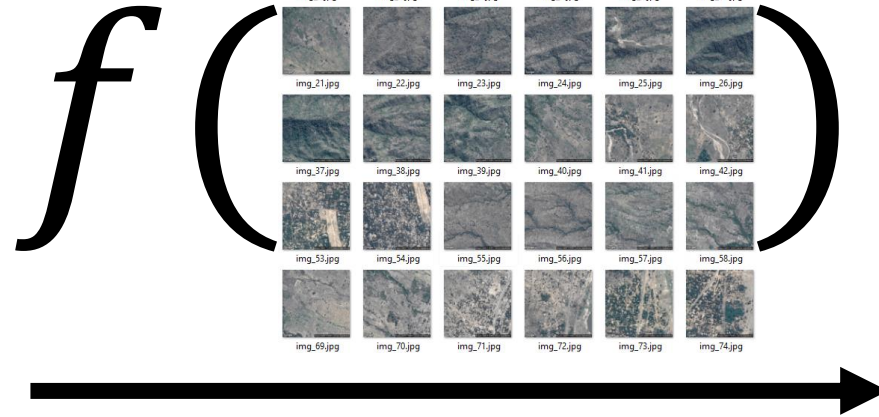 f ( )
img_21.jpg img_22.jpg img_23.jpg img_24.jpg img_25.jpg img_26.jpg
img_37.jpg img_38.jpg img_39.jpg img_40.jpg img_41.jpg img_42.jpg
img_53.jpg img_54.jpg img_55.jpg img_56.jpg img_57.jpg img_58.jpg
img_69.jpg img_70.jpg img_71.jpg img_72.jpg img_73.jpg img_74.jpg